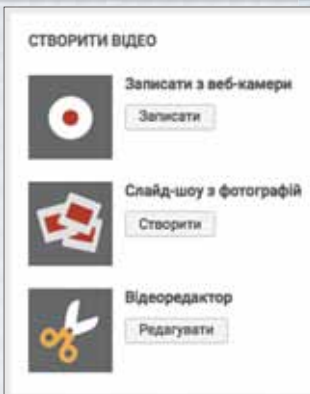 СТВОРИТИ ВІДЕО
Записати з веб-камери
Записати
Слайд-шоу з фотографій
Створити
Відеоредактор
Редагувати